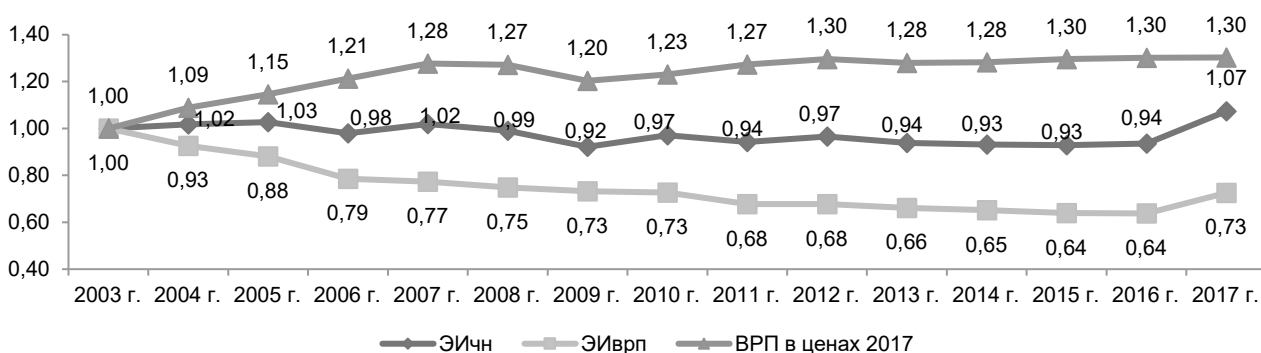 1,40
1,20
1,00
0,80
0,60
0,40
1,00 1,09 1,15 1,21 1,28 1,27 1,20 1,23 1,27 1,30 1,28 1,28 1,30 1,30 1,30
1,02 1,03 0,98 1,02 0,99 0,92 0,97 0,94 0,97 0,94 0,93 0,93 0,94 1,07
1,00 0,93 0,88 0,79 0,77 0,75 0,73 0,73 0,68 0,68 0,66 0,65 0,64 0,64 0,73
2003 г. 2004 г. 2005 г. 2006 г. 2007 г. 2008 г. 2009 г. 2010 г. 2011 г. 2012 г. 2013 г. 2014 г. 2015 г. 2016 г. 2017 г.
ЭИчн ЭИврп ВРП в ценах 2017